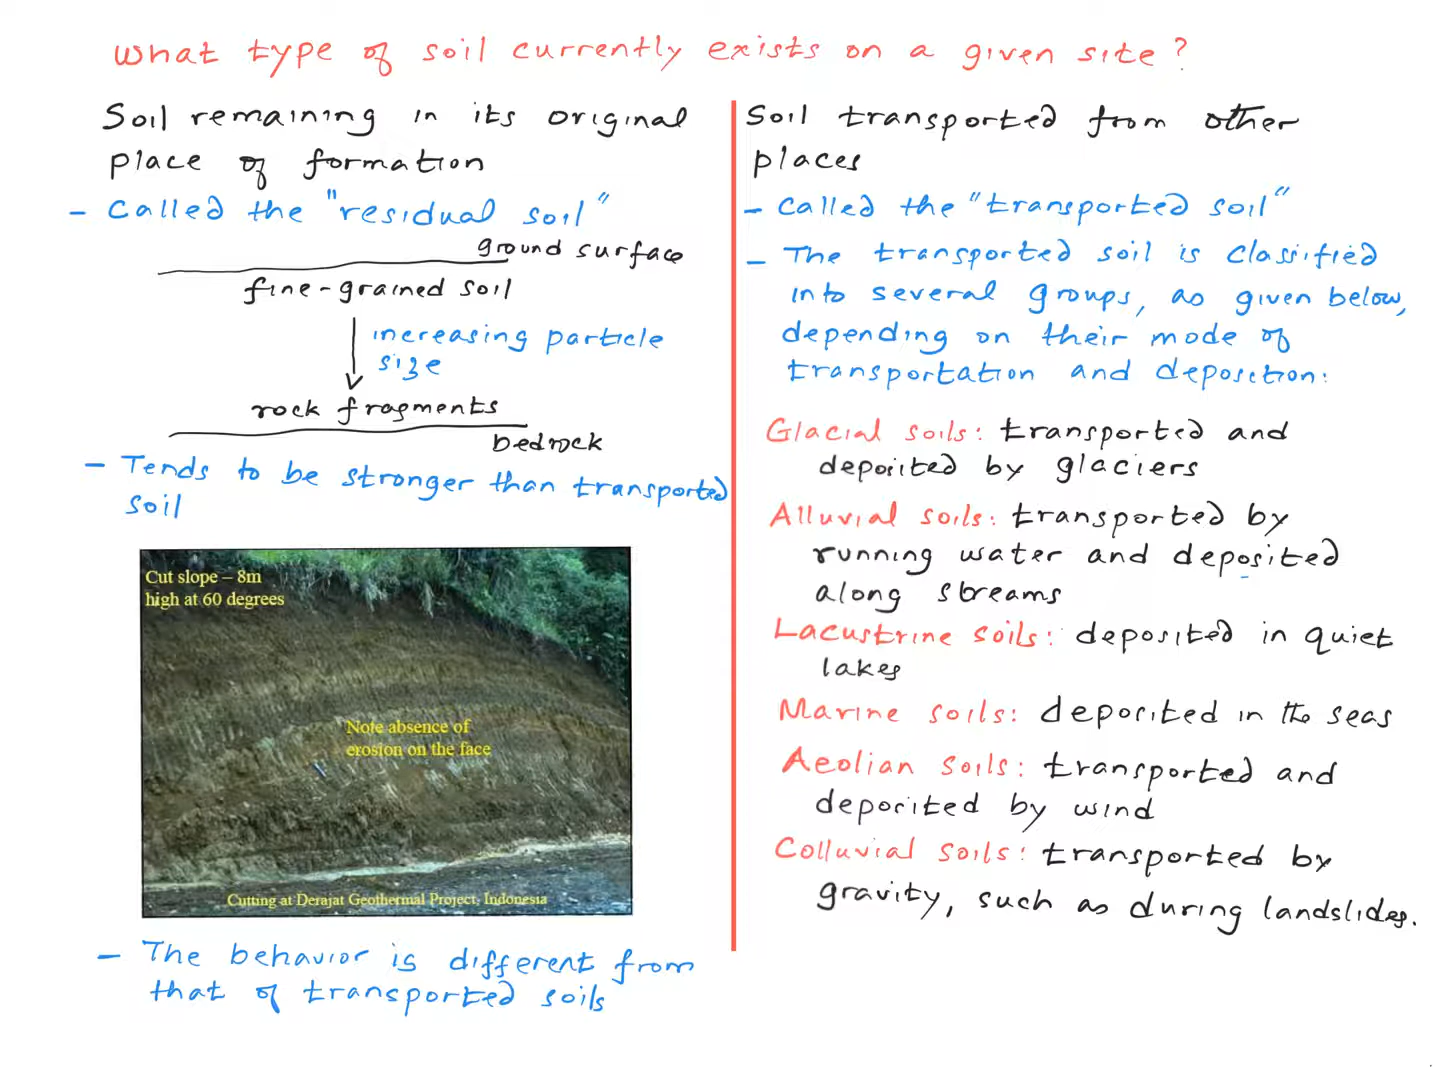 What type of soil currently exists on a given site?
Soil remaining in its original
place of formation
- Called the "residual soil"
ground surface
fine-grained soil
increasing particle
size
rock fragments
bedrock
- Tends to be stronger than transported
soil
Cut slope – 8m
high at 60 degrees
Note absence of
erosion on the face
Cutting at Derajat Geothermal Project, Indonesia
- The behavior is different from
that of transported soils
Soil transported from other
places
- Called the "transported soil"
- The transported soil is classified
into several groups, as given below,
depending on their mode of
transportation and deposition:
Glacial soils: transported and
deposited by glaciers
Alluvial soils: transported by
running water and deposited
along streams
Lacustrine soils: deposited in quiet
lakes
Marine soils: deposited in the seas
Aeolian soils: transported and
deposited by wind
Colluvial soils: transported by
gravity, such as during landslides.